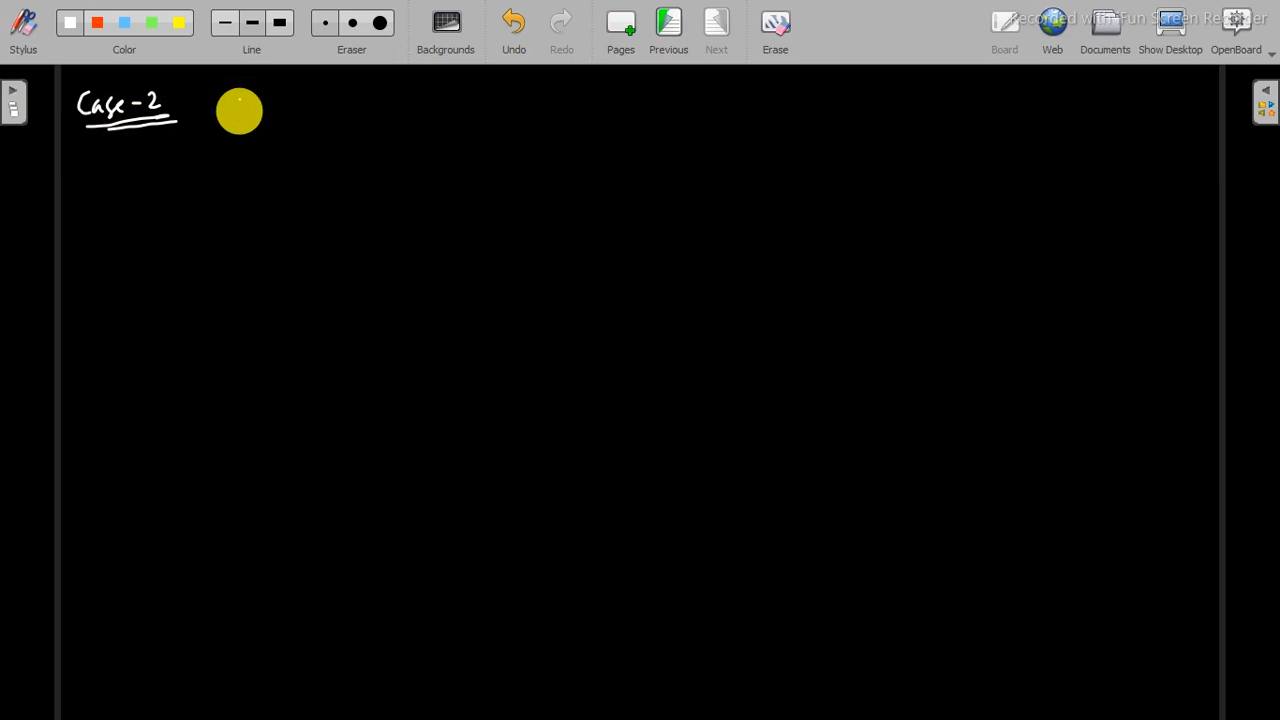 Recorded with Fun Screen Recorder
Stylus Color Line Eraser Backgrounds Undo Redo Pages Previous Next Erase Board Web Documents Show Desktop OpenBoard
Case-2